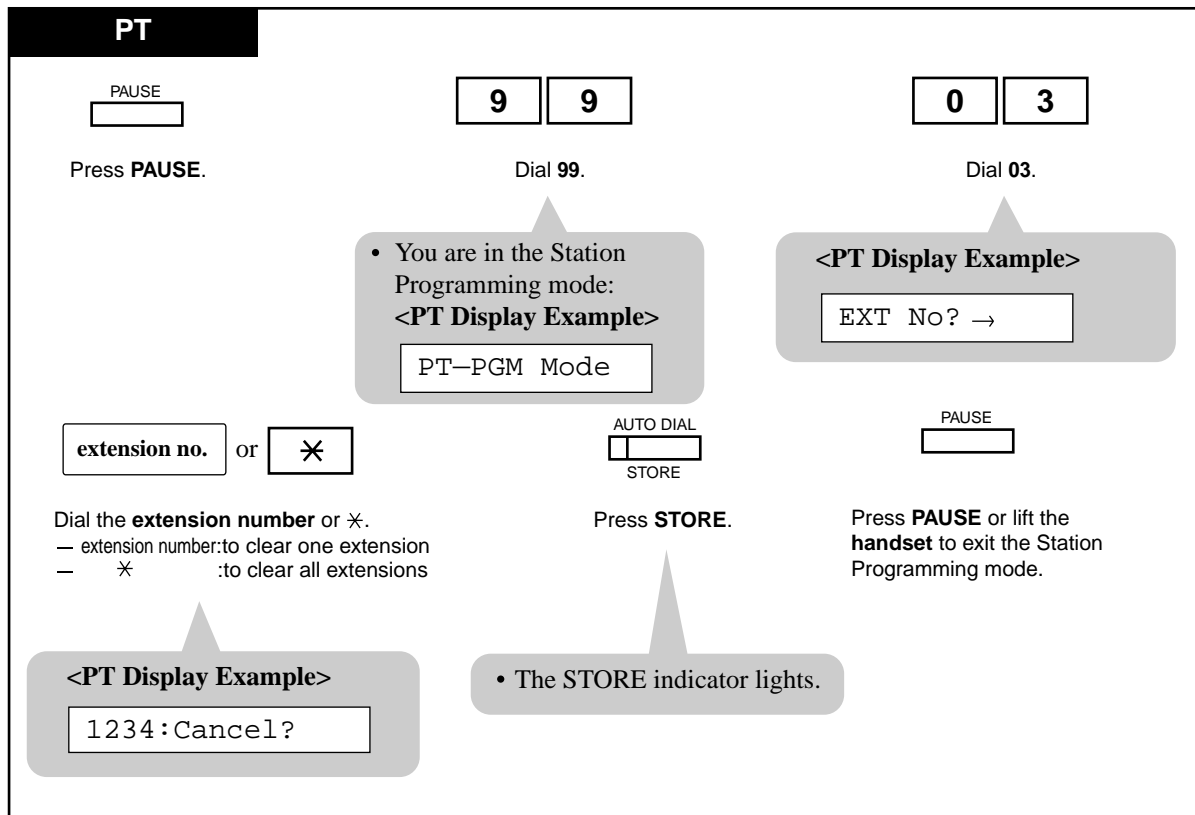 PT
PAUSE
9 9
0 3
Press PAUSE.
Dial 99.
Dial 03.
• You are in the Station
Programming mode:
<PT Display Example>
PT—PGM Mode
<PT Display Example>
EXT No? →
extension no. or ✳
AUTO DIAL
STORE
PAUSE
Dial the extension number or ✳.
— extension number:to clear one extension
— ✳ :to clear all extensions
Press STORE.
Press PAUSE or lift the
handset to exit the Station
Programming mode.
<PT Display Example>
1234:Cancel?
• The STORE indicator lights.